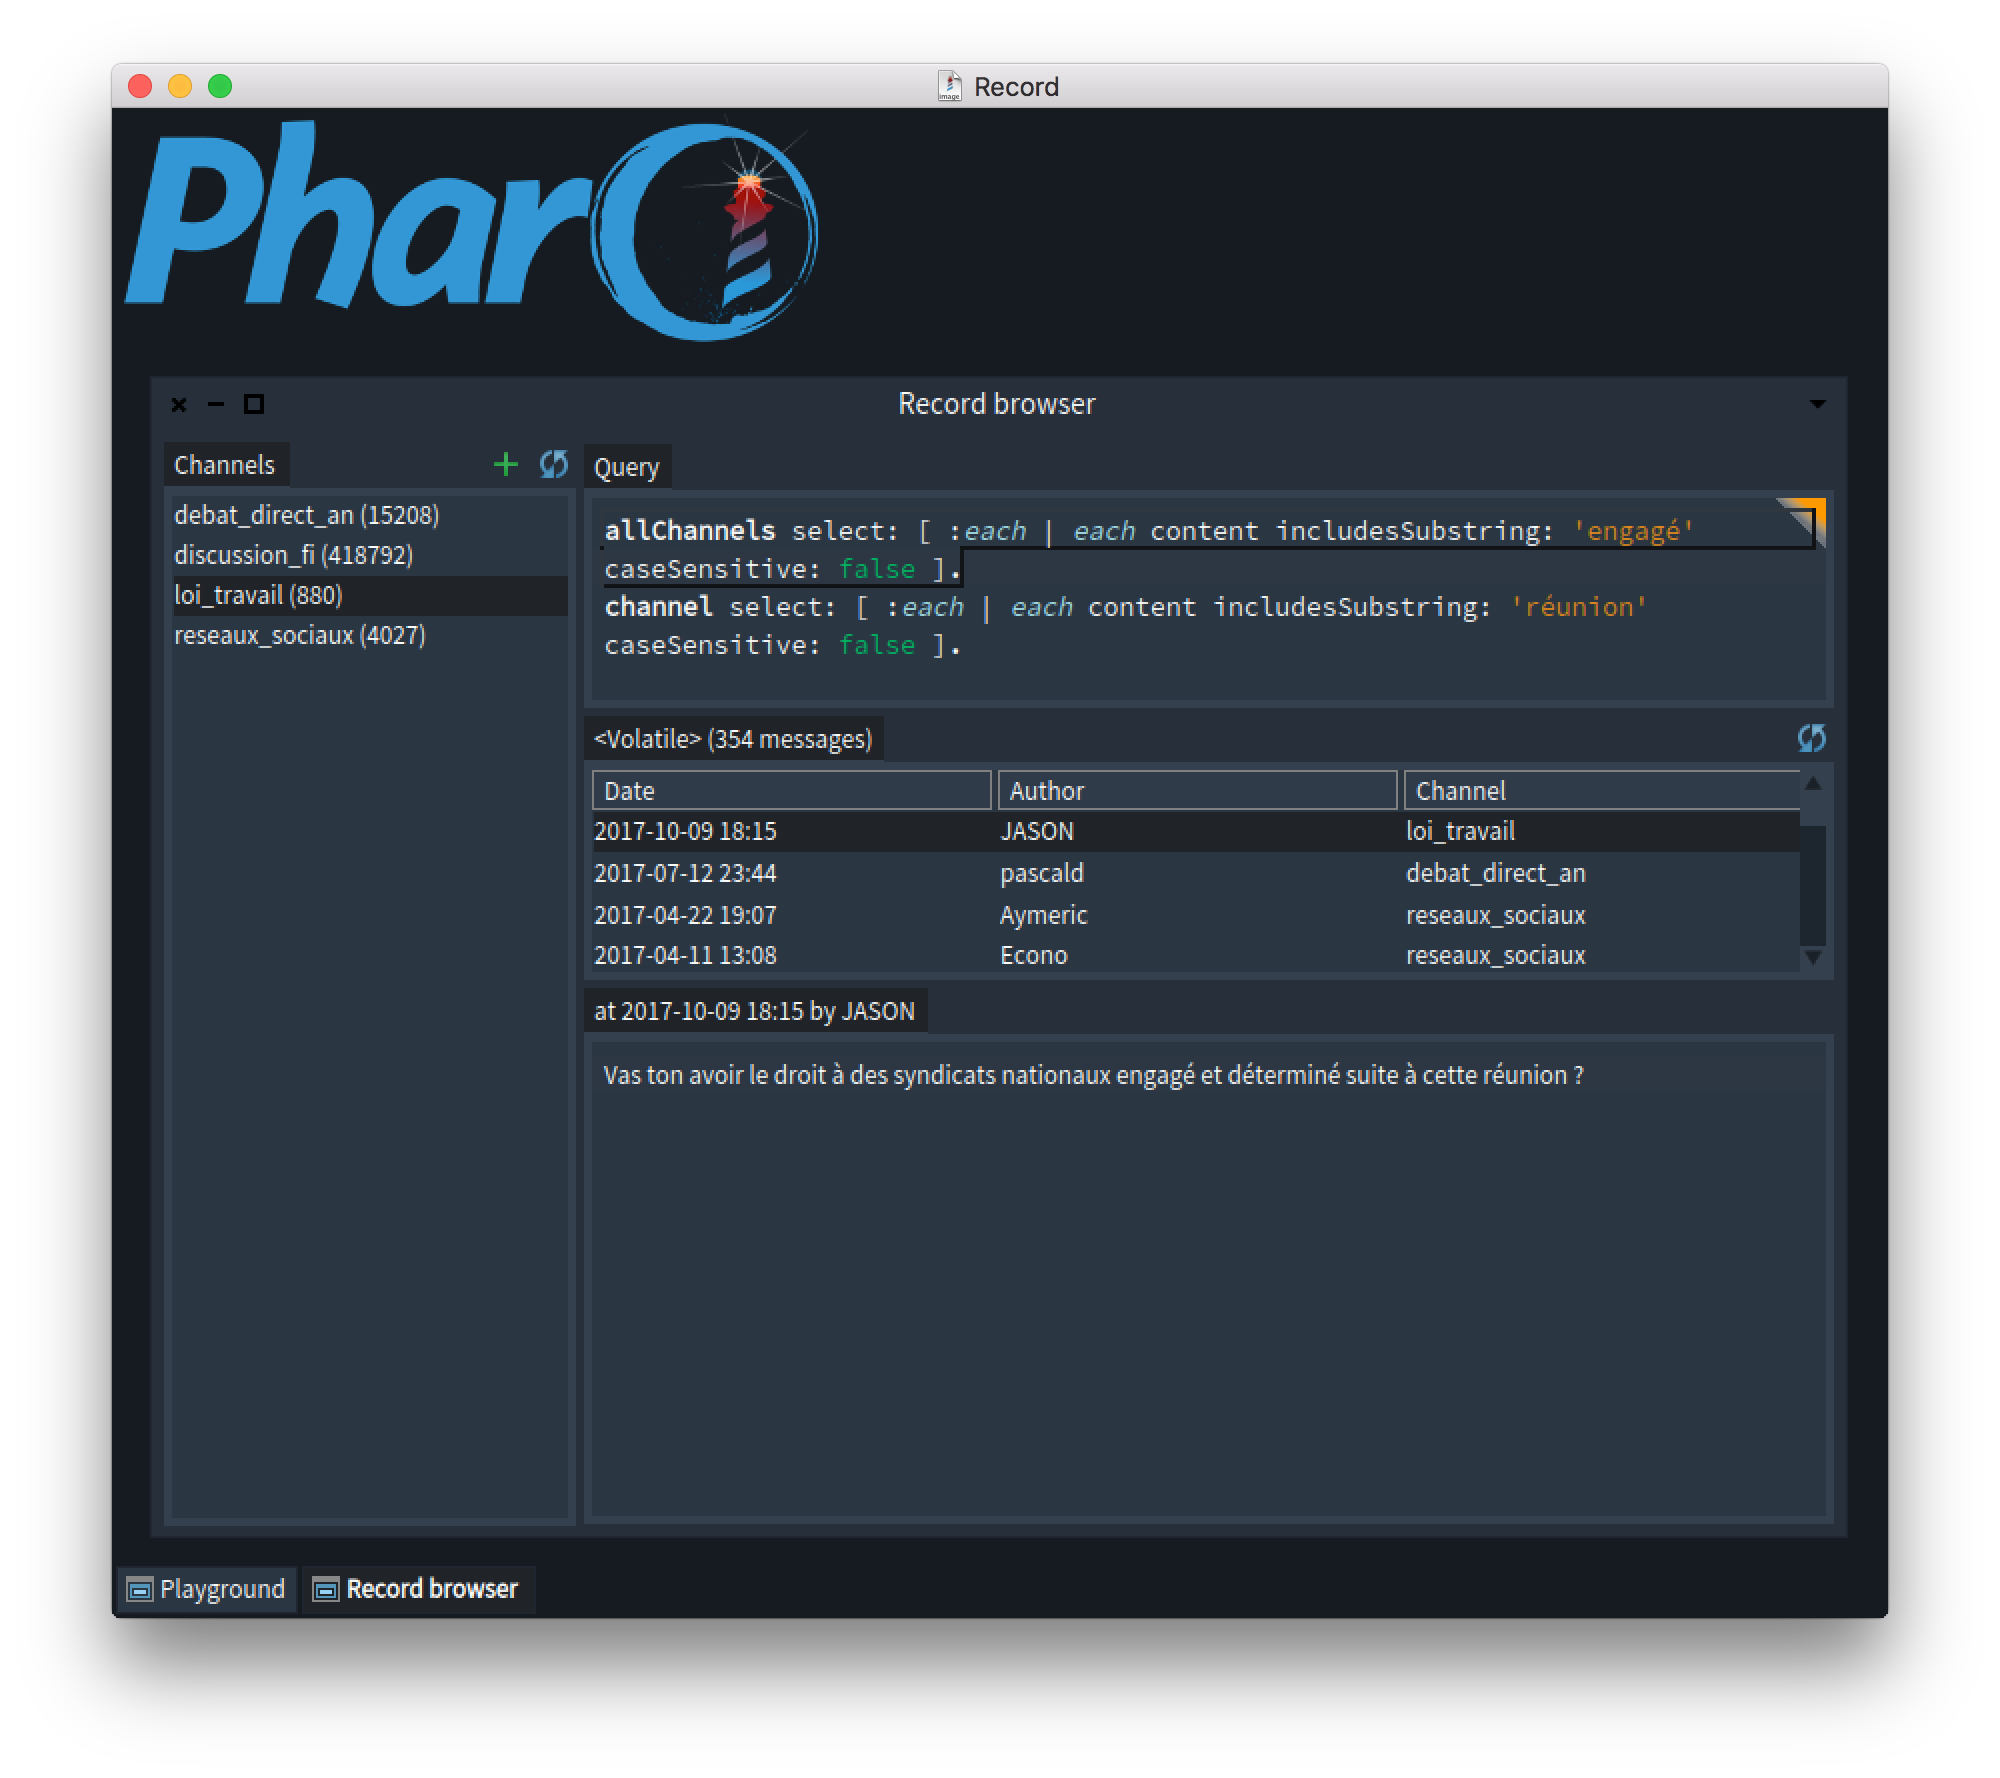 Record
Pharo
Record browser
Channels
debat_direct_an (15208)
discussion_fi (418792)
loi_travail (880)
reseaux_sociaux (4027)
Query
allChannels select: [ :each | each content includesSubstring: 'engagé'
caseSensitive: false ].
channel select: [ :each | each content includesSubstring: 'réunion'
caseSensitive: false ].
<Volatile> (354 messages)
Date Author Channel
2017-10-09 18:15 JASON loi_travail
2017-07-12 23:44 pascald debat_direct_an
2017-04-22 19:07 Aymeric reseaux_sociaux
2017-04-11 13:08 Econo reseaux_sociaux
at 2017-10-09 18:15 by JASON
Vas ton avoir le droit à des syndicats nationaux engagé et déterminé suite à cette réunion ?
Playground Record browser